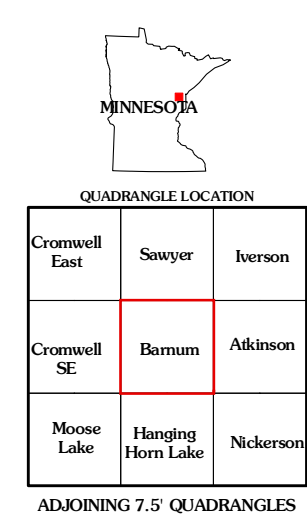 MINNESOTA
QUADRANGLE LOCATION
Cromwell
East
Sawyer
Iverson
Cromwell
SE
Barnum
Atkinson
Moose
Lake
Hanging
Horn Lake
Nickerson
ADJOINING 7.5' QUADRANGLES